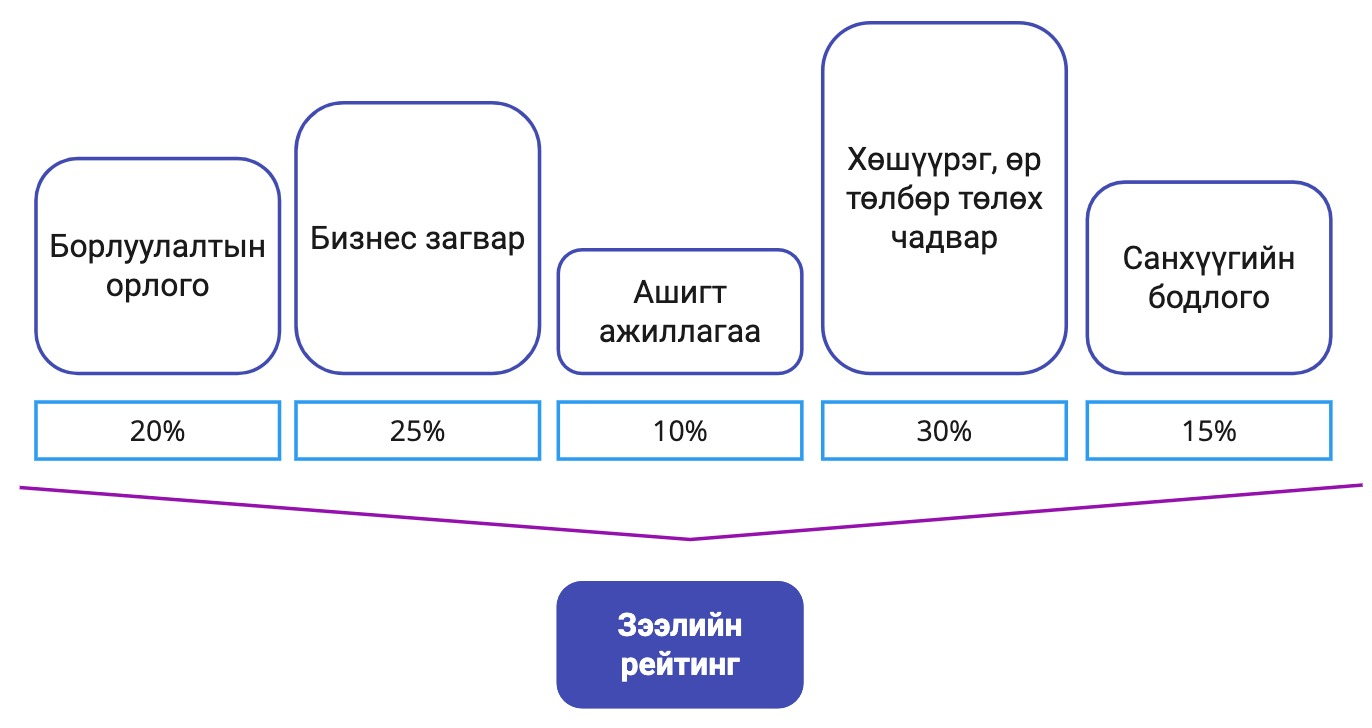 Борлуулалтын
орлого
Бизнес загвар
Ашигт
ажиллагаа
Хөшүүрэг, өр
төлбөр төлөх
чадвар
Санхүүгийн
бодлого
20%
25%
10%
30%
15%
Зээлийн
рейтинг